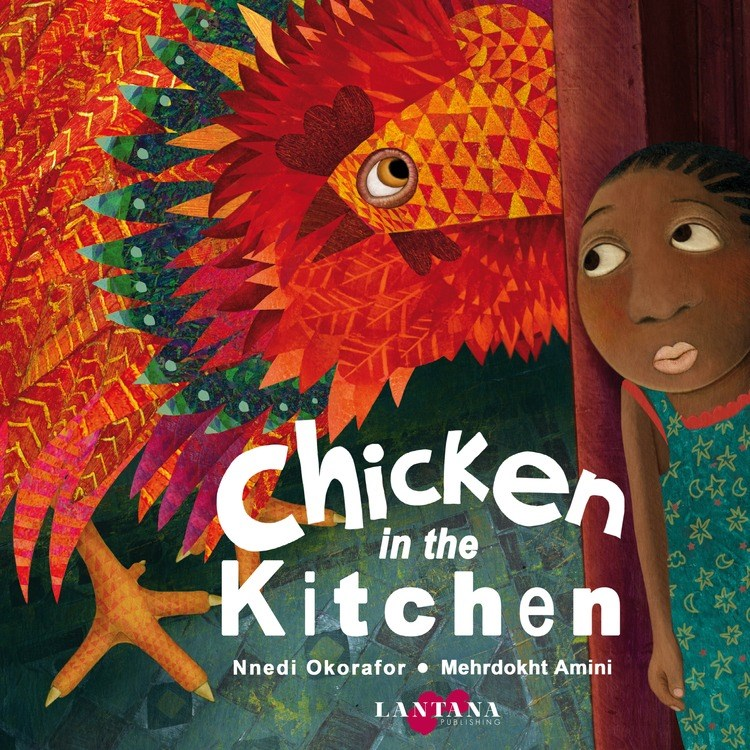 Chicken
in the
Kitchen
Nnedi Okorafor • Mehrdokht Amini
LANTANA
PUBLISHING